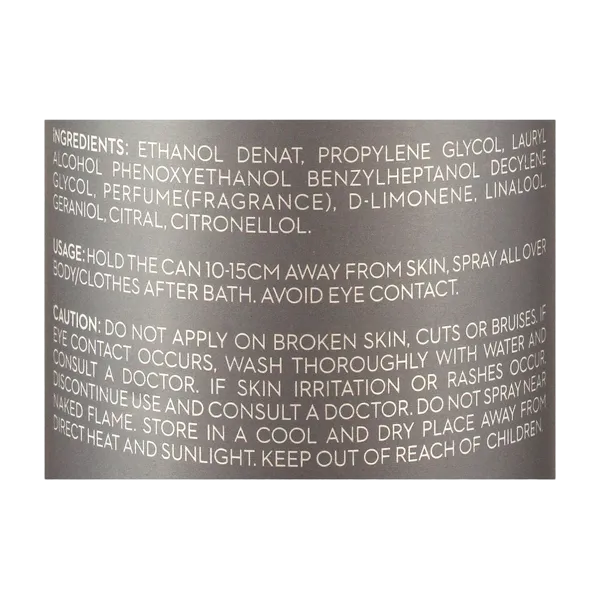 INGREDIENTS: ETHANOL DENAT, PROPYLENE GLYCOL, LAURYL
ALCOHOL PHENOXYETHANOL BENZYLHEPTANOL DECYLENE
GLYCOL, PERFUME(FRAGRANCE), D-LIMONENE, LINALOOL,
GERANIOL, CITRAL, CITRONELLOL.
USAGE: HOLD THE CAN 10-15CM AWAY FROM SKIN, SPRAY ALL OVER
BODY/CLOTHES AFTER BATH. AVOID EYE CONTACT.
CAUTION: DO NOT APPLY ON BROKEN SKIN, CUTS OR BRUISES. IF
EYE CONTACT OCCURS, WASH THOROUGHLY WITH WATER AND
CONSULT A DOCTOR. IF SKIN IRRITATION OR RASHES OCCUR,
DISCONTINUE USE AND CONSULT A DOCTOR. DO NOT SPRAY NEAR
NAKED FLAME. STORE IN A COOL AND DRY PLACE AWAY FROM
DIRECT HEAT AND SUNLIGHT. KEEP OUT OF REACH OF CHILDREN.